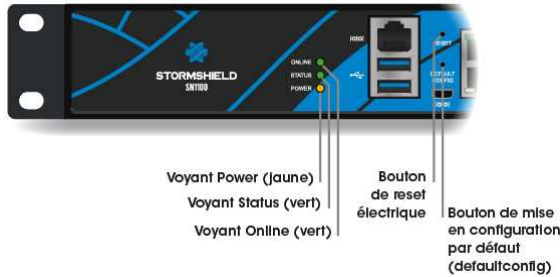 IOIOI
RESET
ONLINE
STATUS
POWER
STORMSHIELD
SN1100
DEFAULT
CONFIG
IOIOI
Voyant Power (jaune)
Voyant Status (vert)
Voyant Online (vert)
Bouton
de reset
électrique
Bouton de mise
en configuration
par défaut
(defaultconfig)